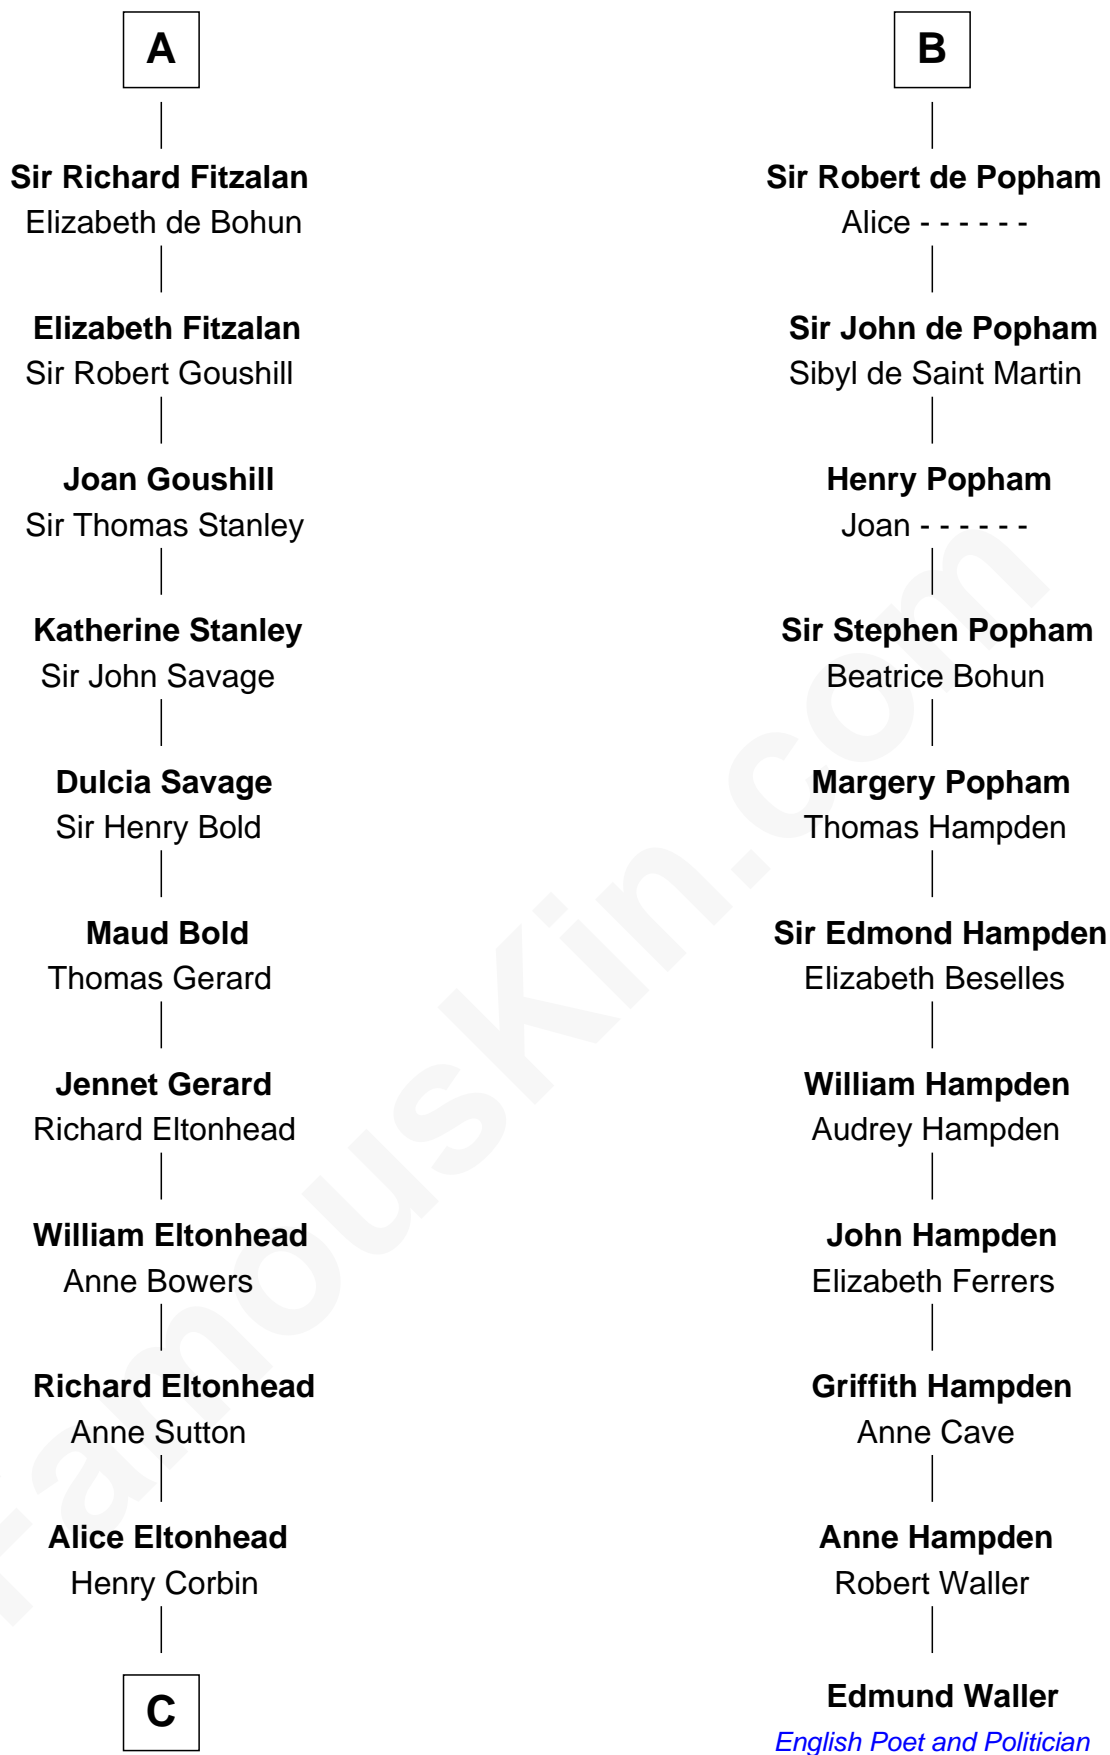 A
Sir Richard Fitzalan
Elizabeth de Bohun
Elizabeth Fitzalan
Sir Robert Goushill
Joan Goushill
Sir Thomas Stanley
Katherine Stanley
Sir John Savage
Dulcia Savage
Sir Henry Bold
Maud Bold
Thomas Gerard
Jennet Gerard
Richard Eltonhead
William Eltonhead
Anne Bowers
Richard Eltonhead
Anne Sutton
Alice Eltonhead
Henry Corbin
C
B
Sir Robert de Popham
Alice - - - - - -
Sir John de Popham
Sibyl de Saint Martin
Henry Popham
Joan - - - - - -
Sir Stephen Popham
Beatrice Bohun
Margery Popham
Thomas Hampden
Sir Edmond Hampden
Elizabeth Beselles
William Hampden
Audrey Hampden
John Hampden
Elizabeth Ferrers
Griffith Hampden
Anne Cave
Anne Hampden
Robert Waller
Edmund Waller
English Poet and Politician
FamousKin.com